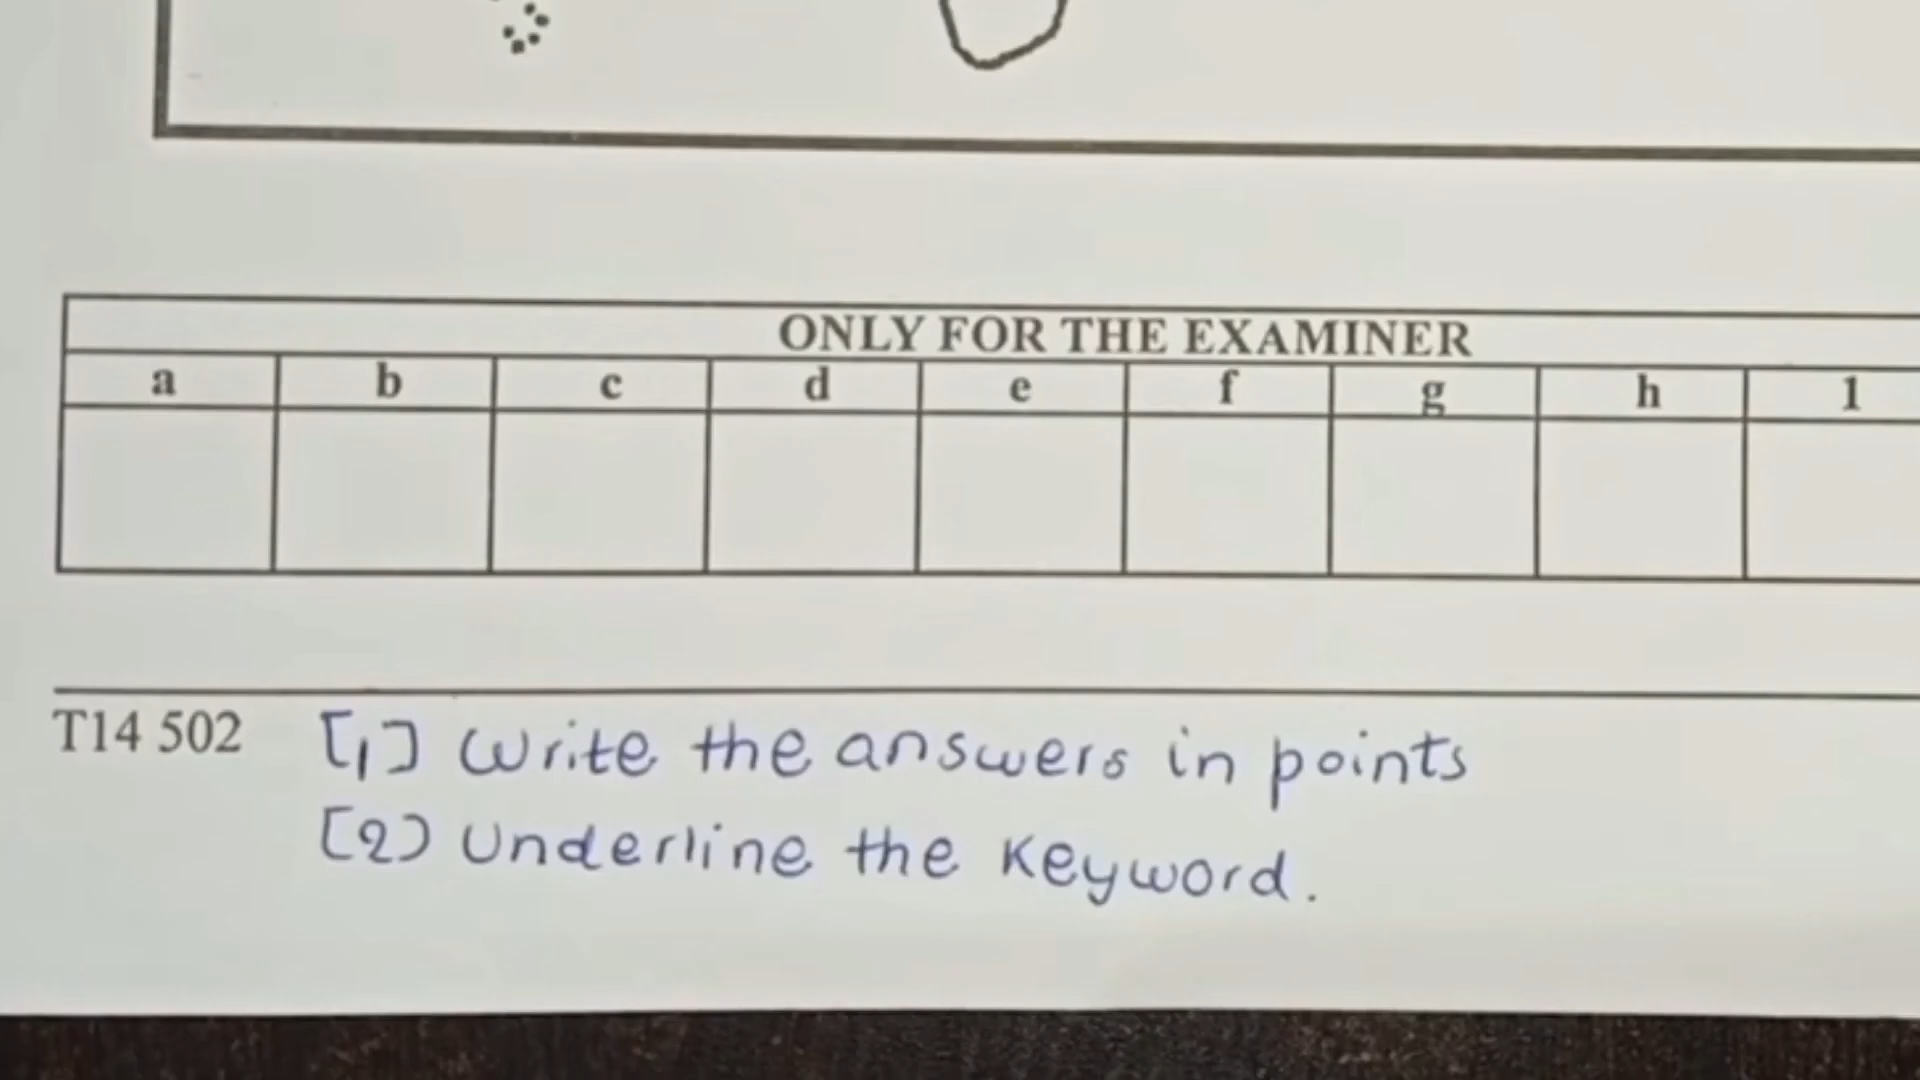 ONLY FOR THE EXAMINER
a b c d e f g h 1
T14 502 [1] Write the answers in points
[2) Underline the Keyword.